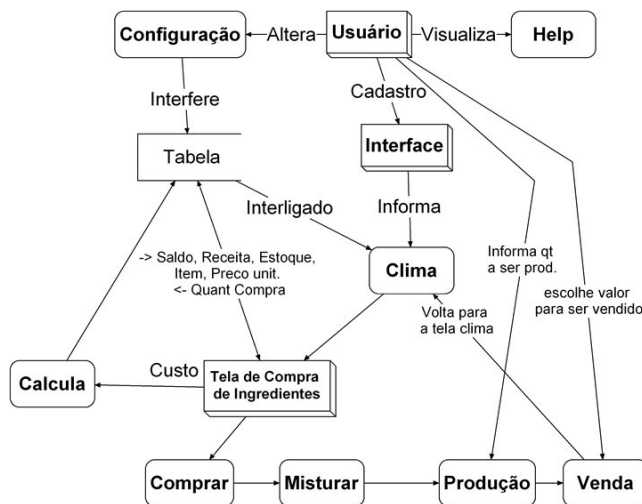 Configuração
Altera
Usuário
Visualiza
Help
Interfere
Cadastro
Tabela
Interface
Interligado
Informa
-> Saldo, Receita, Estoque,
Item, Preco unit.
<- Quant Compra
Clima
Informa qt
a ser prod.
escolhe valor
para ser vendido
Volta para
a tela clima
Calcula
Custo
Tela de Compra
de Ingredientes
Comprar
Misturar
Produção
Venda